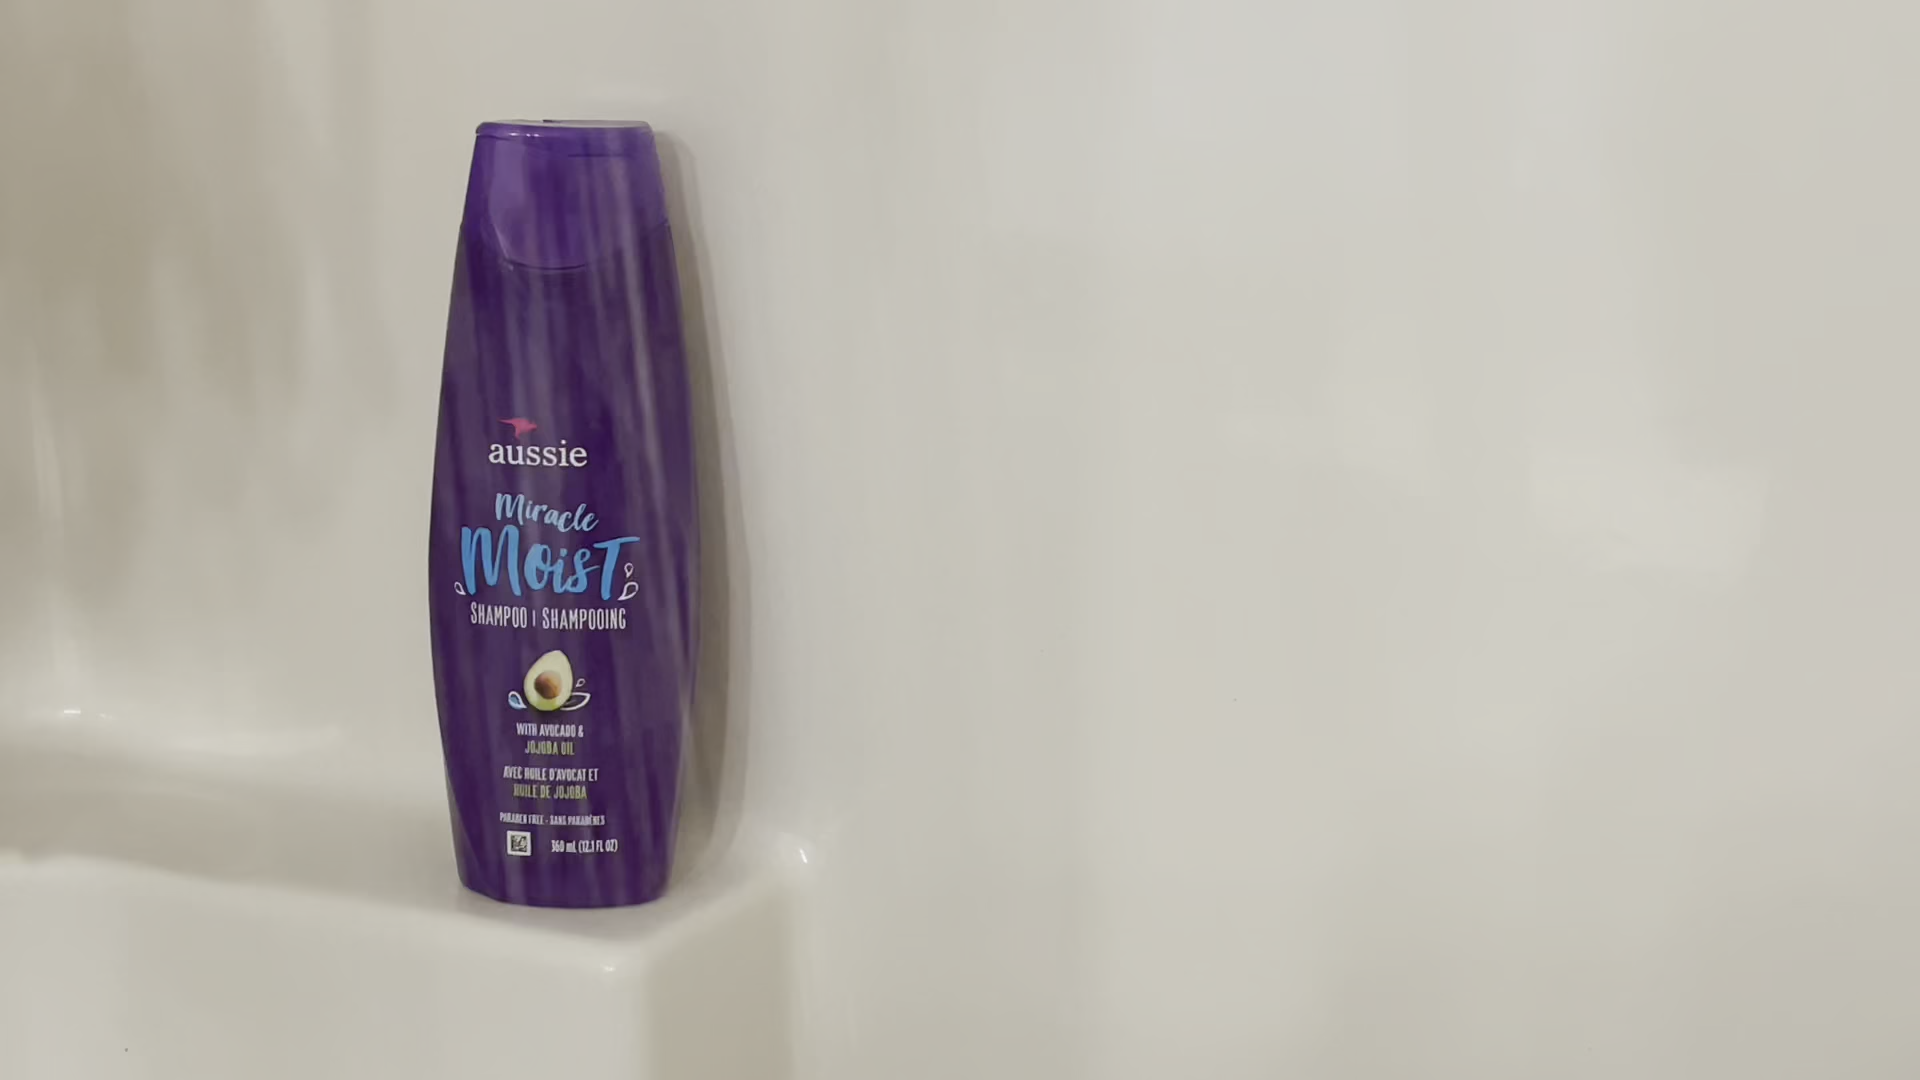 aussie
Miracle
Moist
SHAMPOO | SHAMPOOING
WITH AVOCADO &
JOJOBA OIL
AVEC HUILE D'AVOCAT ET
HUILE DE JOJOBA
PARABEN FREE - SANS PARABÈNES
360 mL (12.1 FL OZ)